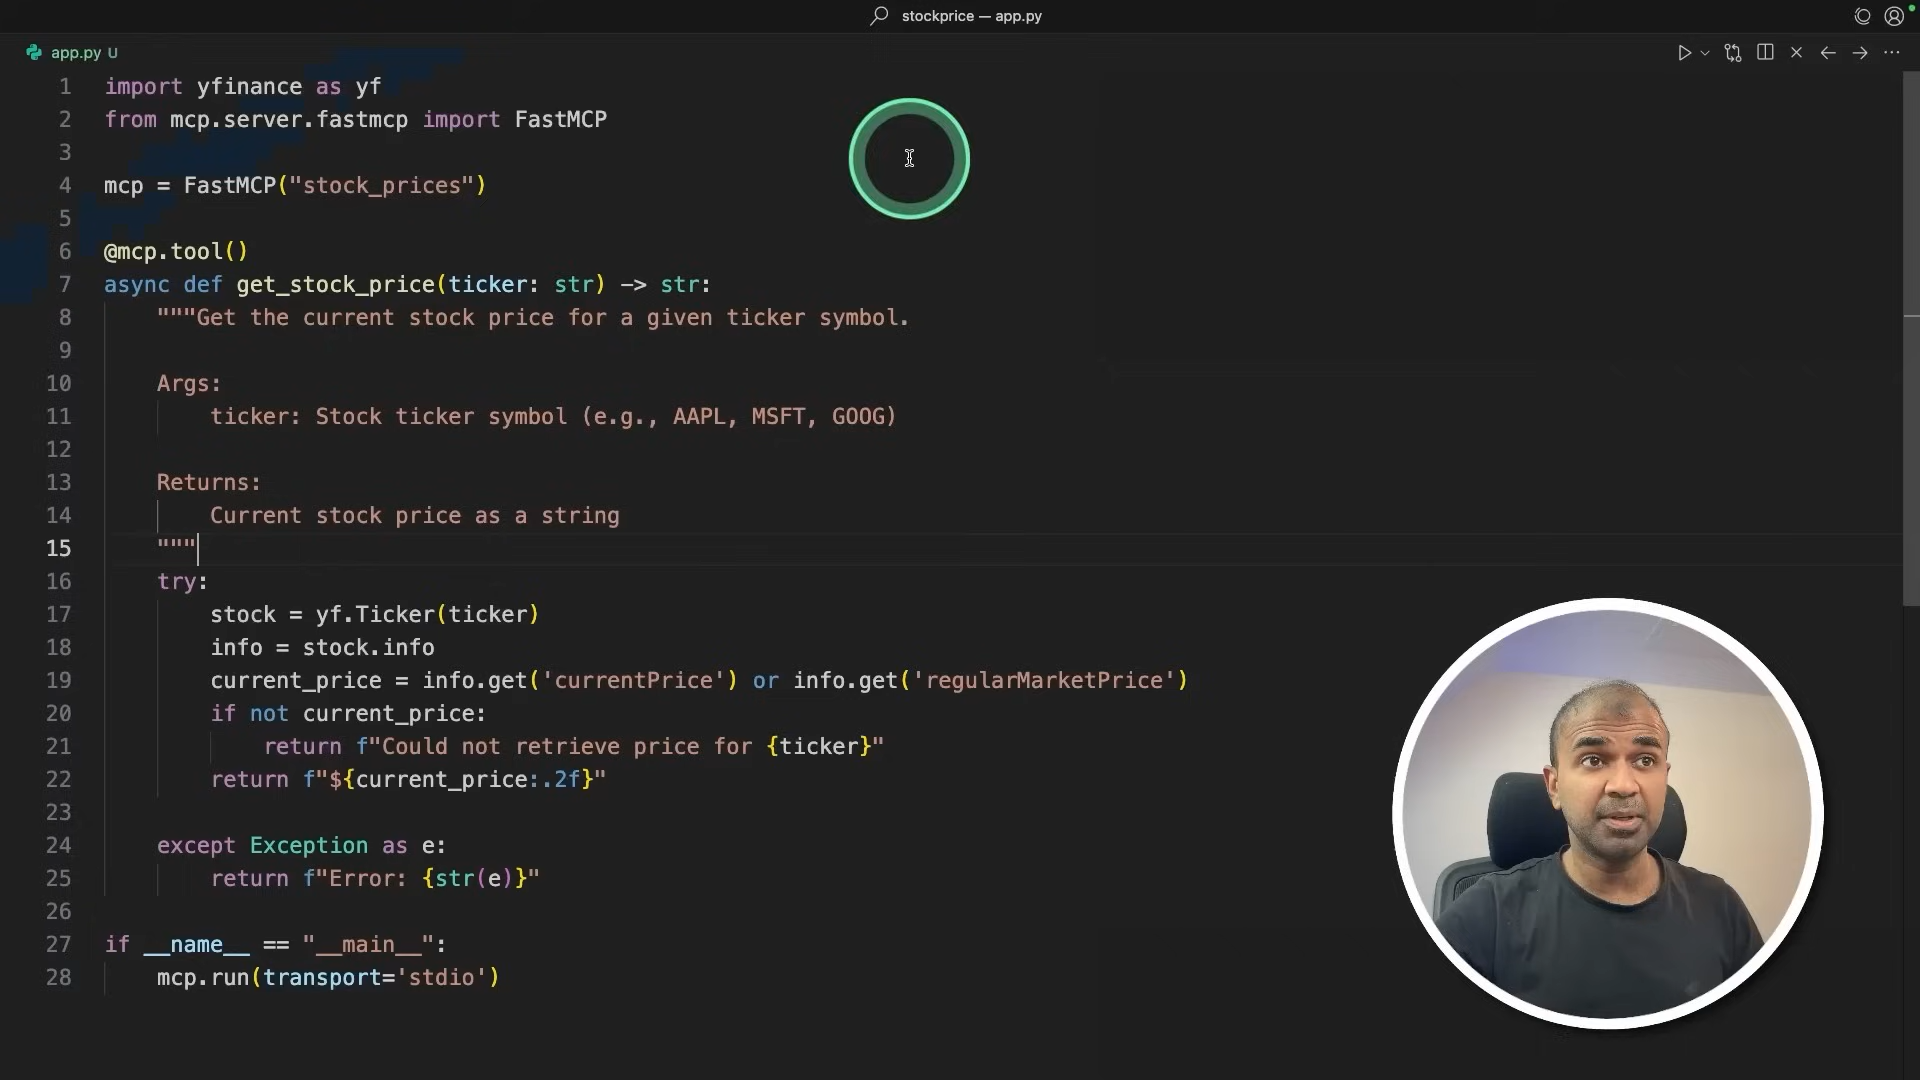 stockprice — app.py
app.py U
1 import yfinance as yf
2 from mcp.server.fastmcp import FastMCP
3
4 mcp = FastMCP("stock_prices")
5
6 @mcp.tool()
7 async def get_stock_price(ticker: str) -> str:
8 """Get the current stock price for a given ticker symbol.
9
10 Args:
11 ticker: Stock ticker symbol (e.g., AAPL, MSFT, GOOG)
12
13 Returns:
14 Current stock price as a string
15 """
16 try:
17 stock = yf.Ticker(ticker)
18 info = stock.info
19 current_price = info.get('currentPrice') or info.get('regularMarketPrice')
20 if not current_price:
21 return f"Could not retrieve price for {ticker}"
22 return f"${current_price:.2f}"
23
24 except Exception as e:
25 return f"Error: {str(e)}"
26
27 if __name__ == "__main__":
28 mcp.run(transport='stdio')